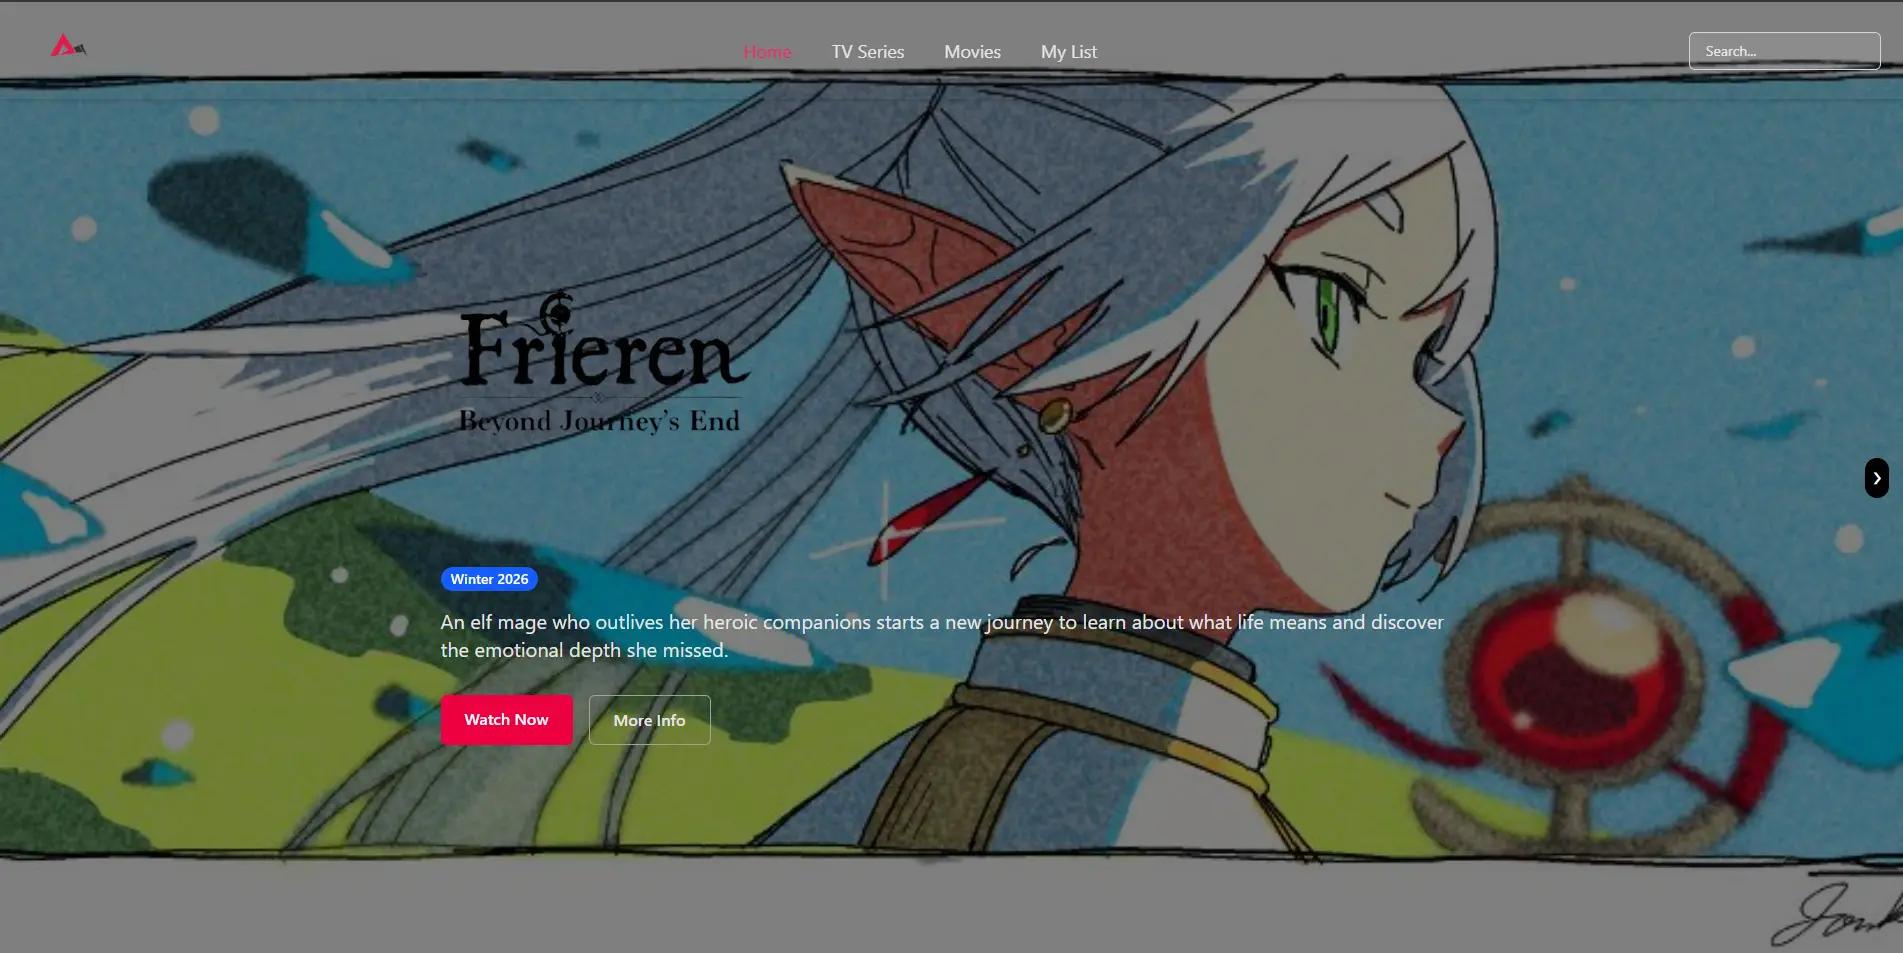 Home TV Series Movies My List Search...
Frieren
Beyond Journey's End
Winter 2026
An elf mage who outlives her heroic companions starts a new journey to learn about what life means and discover
the emotional depth she missed.
Watch Now More Info